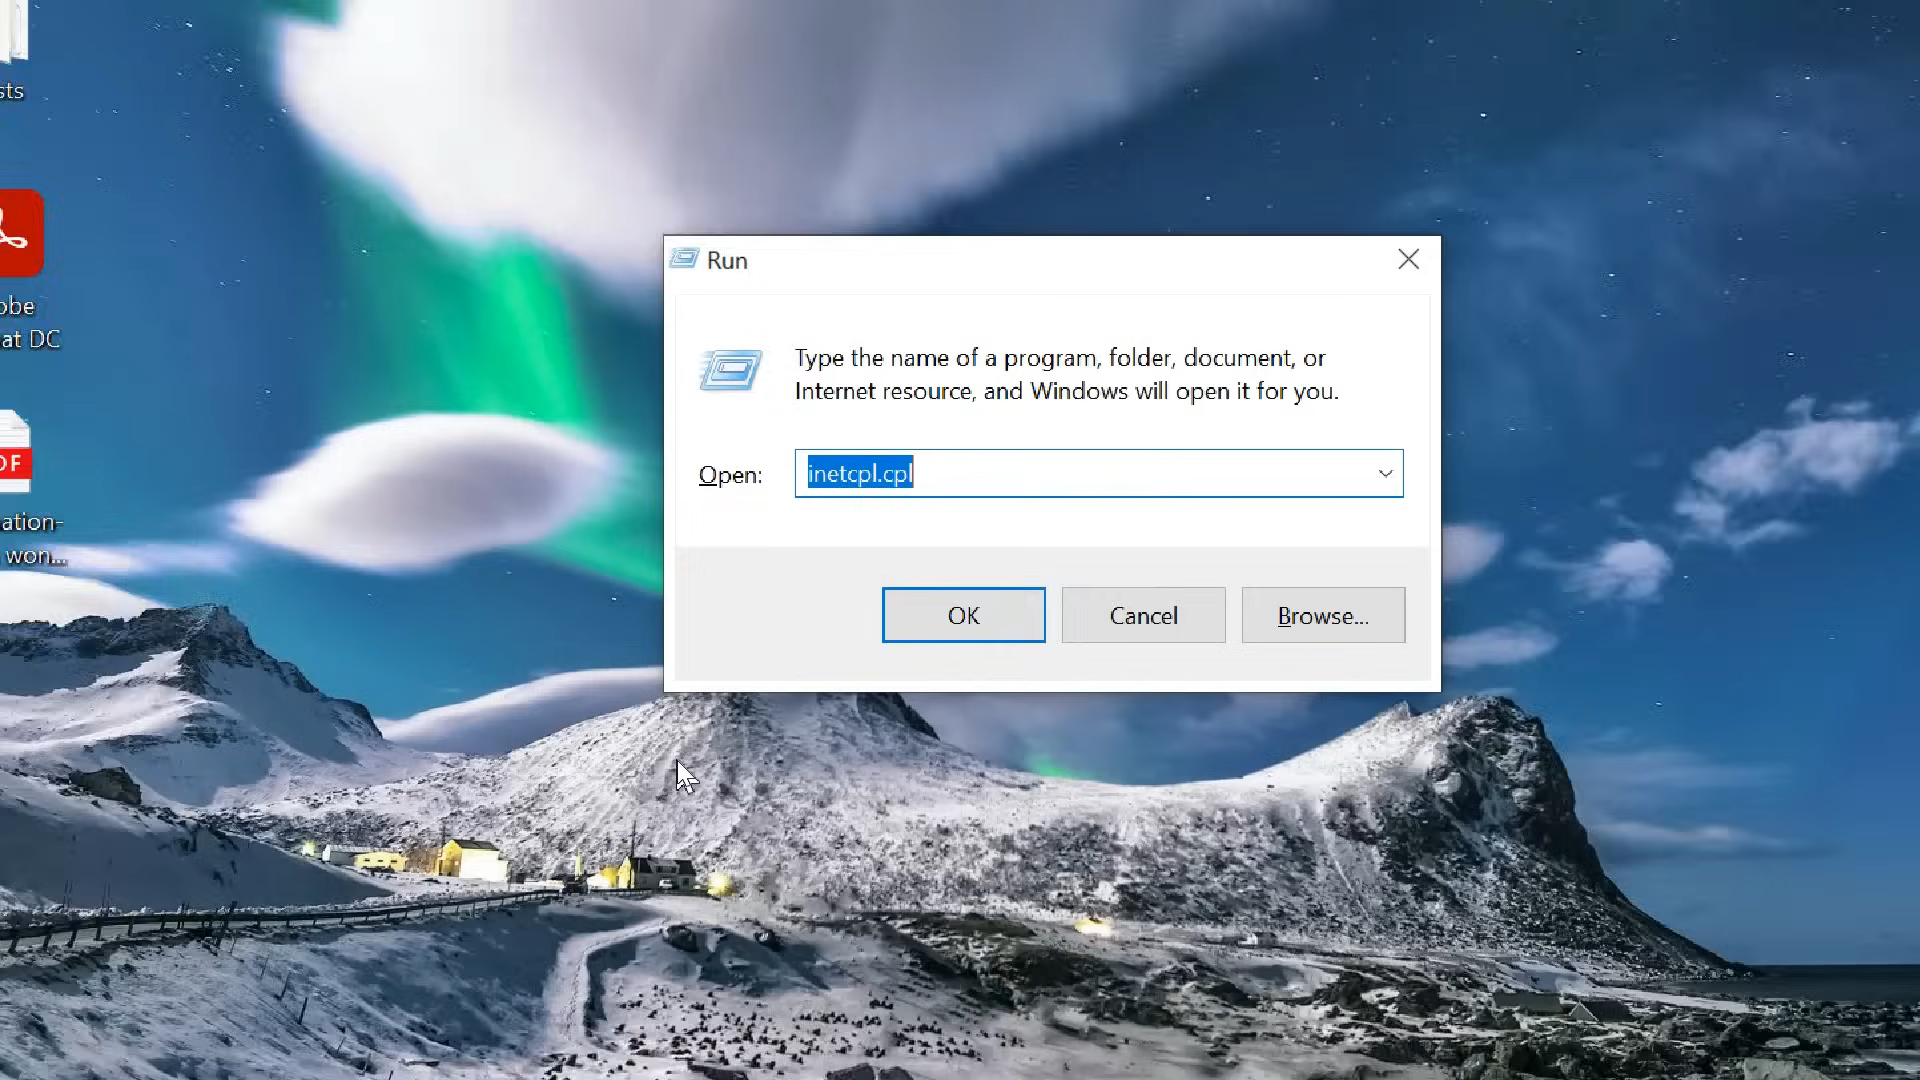 sts
obe
at DC
DF
ation-
won...
Run
Type the name of a program, folder, document, or
Internet resource, and Windows will open it for you.
Open:
inetcpl.cpl
OK
Cancel
Browse...